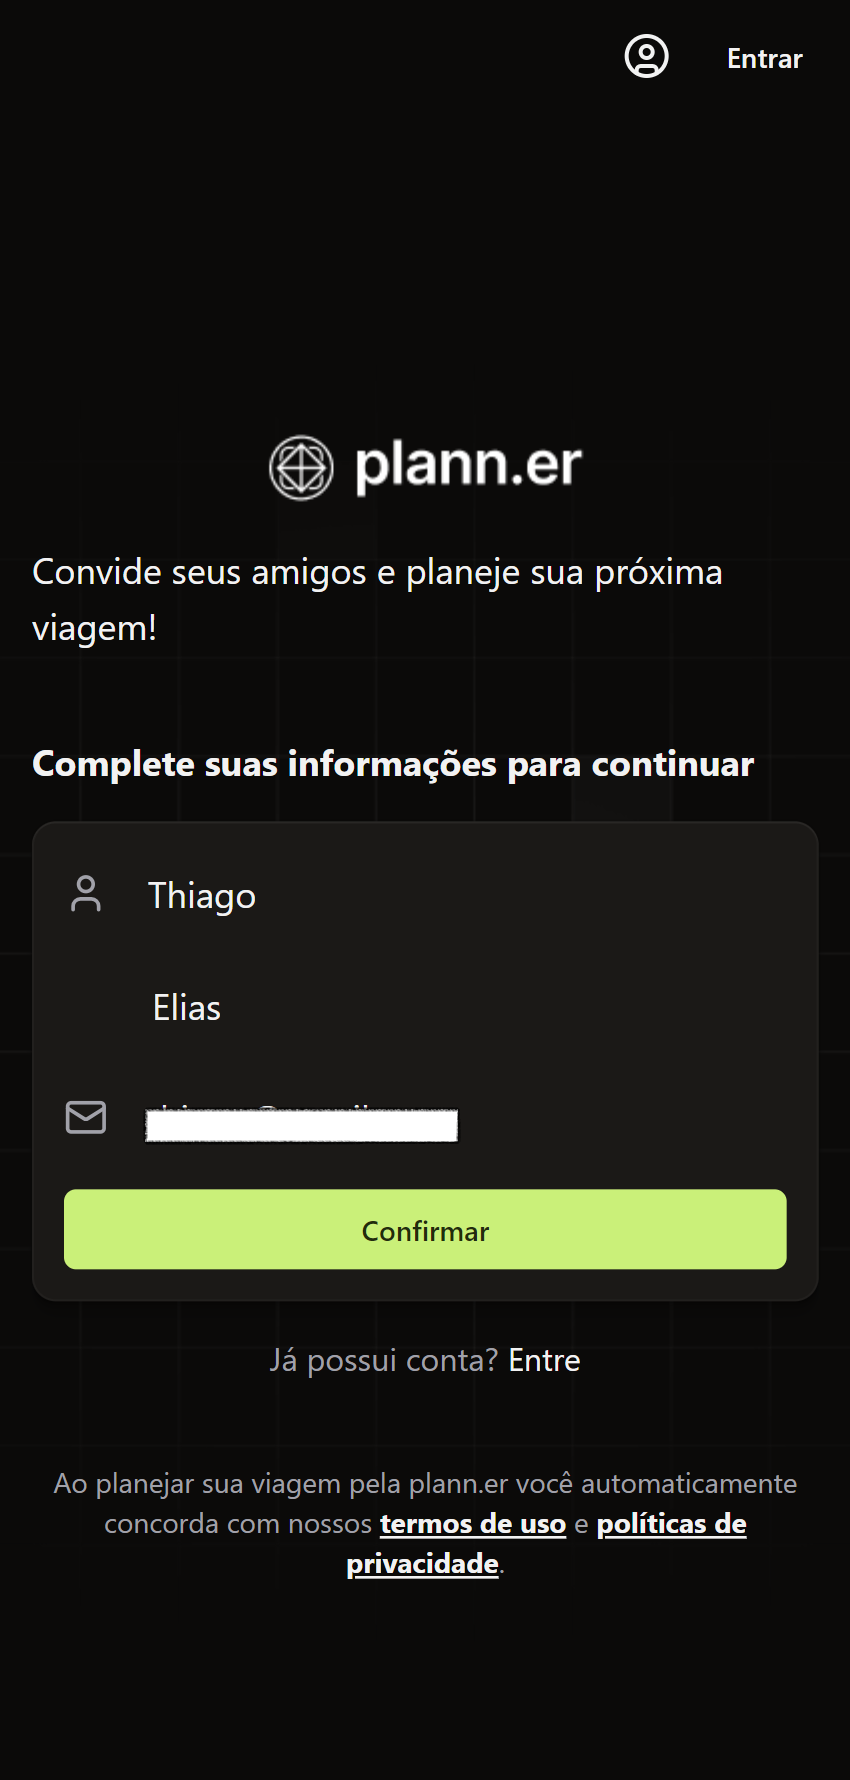 Entrar
plann.er
Convide seus amigos e planeje sua próxima
viagem!
Complete suas informações para continuar
Thiago
Elias
Confirmar
Já possui conta? Entre
Ao planejar sua viagem pela plann.er você automaticamente
concorda com nossos termos de uso e políticas de
privacidade.